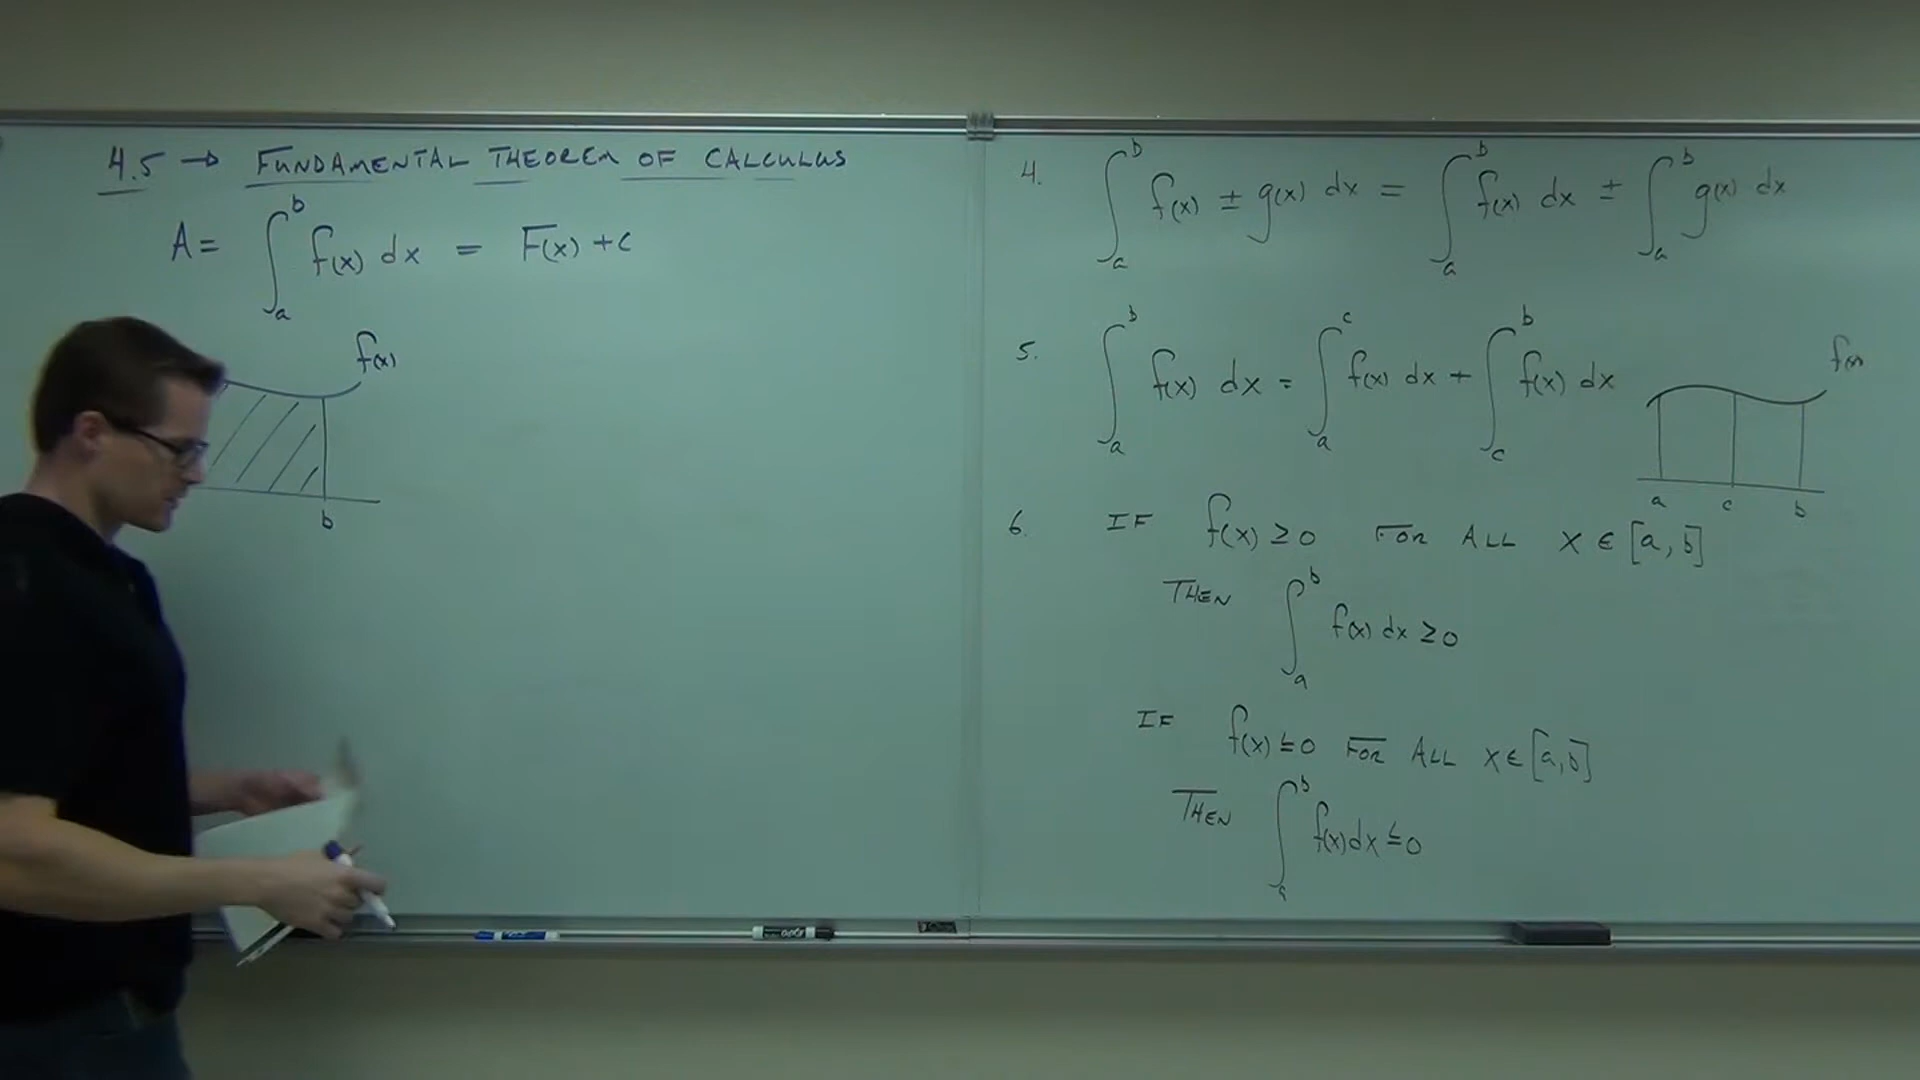 4.5 → FUNDAMENTAL THEOREM OF CALCULUS
A = ∫_a^b f(x) dx = F(x) + c
f(x)
b
4. ∫_a^b f(x) ± g(x) dx = ∫_a^b f(x) dx ± ∫_a^b g(x) dx
5. ∫_a^b f(x) dx = ∫_a^c f(x) dx + ∫_c^b f(x) dx
f(x)
a c b
6. IF f(x) ≥ 0 FOR ALL x ∈ [a, b]
THEN ∫_a^b f(x) dx ≥ 0
IF f(x) ≤ 0 FOR ALL x ∈ [a, b]
THEN ∫_a^b f(x) dx ≤ 0